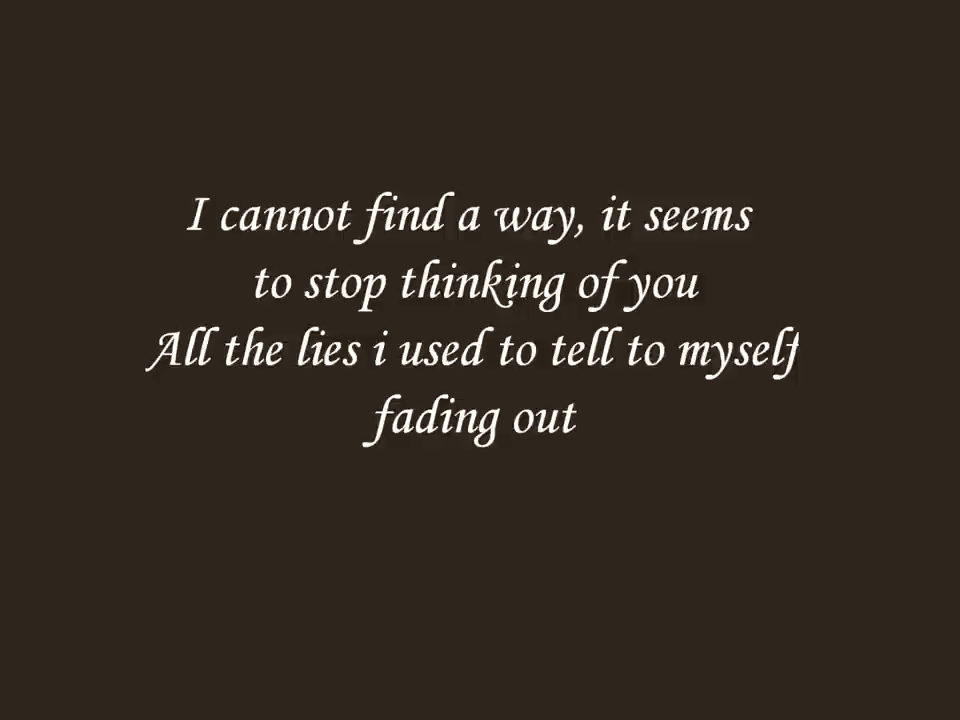 I cannot find a way, it seems
to stop thinking of you
All the lies i used to tell to myself
fading out